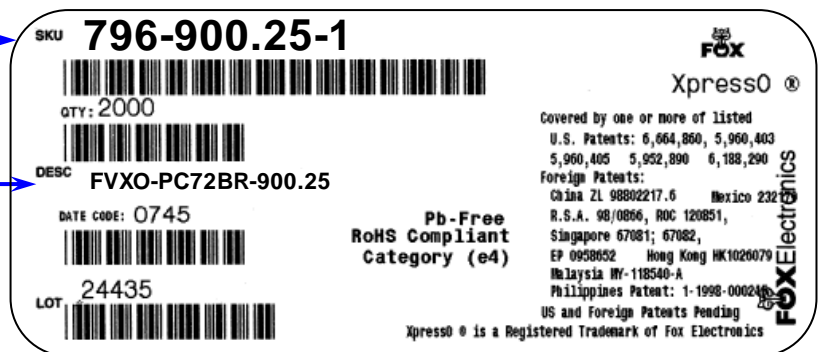 SKU 796-900.25-1
QTY: 2000
DESC FVXO-PC72BR-900.25
DATE CODE: 0745
LOT 24435
Pb-Free
RoHS Compliant
Category (e4)
FOX
XpressO ®
Covered by one or more of listed
U.S. Patents: 6,664,860, 5,960,403
5,960,405 5,952,890 6,188,290
Foreign Patents:
China ZL 98802217.6 Mexico
R.S.A. 98/0866, ROC 120851,
Singapore 67081; 67082,
EP 0958652 Hong Kong HK1026079
Malaysia MY-118540-A
Philippines Patent:
US and Foreign Patents Pending
XpressO ® is a Registered Trademark of Fox Electronics
FOXElectronics